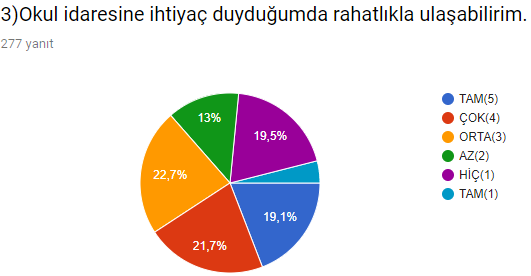 3)Okul idaresine ihtiyaç duyduğumda rahatlıkla ulaşabilirim.
277 yanıt
TAM(5)
ÇOK(4)
ORTA(3)
AZ(2)
HİÇ(1)
TAM(1)
13%
19,5%
22,7%
19,1%
21,7%